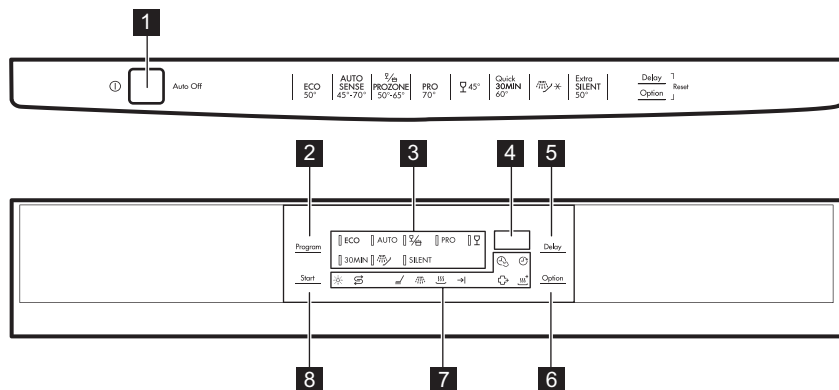 1
Auto Off
ECO
50°
AUTO
SENSE
45°-70°
PROZONE
50°-65°
PRO
70°
45°
Quick
30MIN
60°
Extra
SILENT
50°
Delay
Option
Reset
2
3
4
5
Program
ECO
AUTO
PRO
Delay
30MIN
SILENT
Start
Option
8
7
6